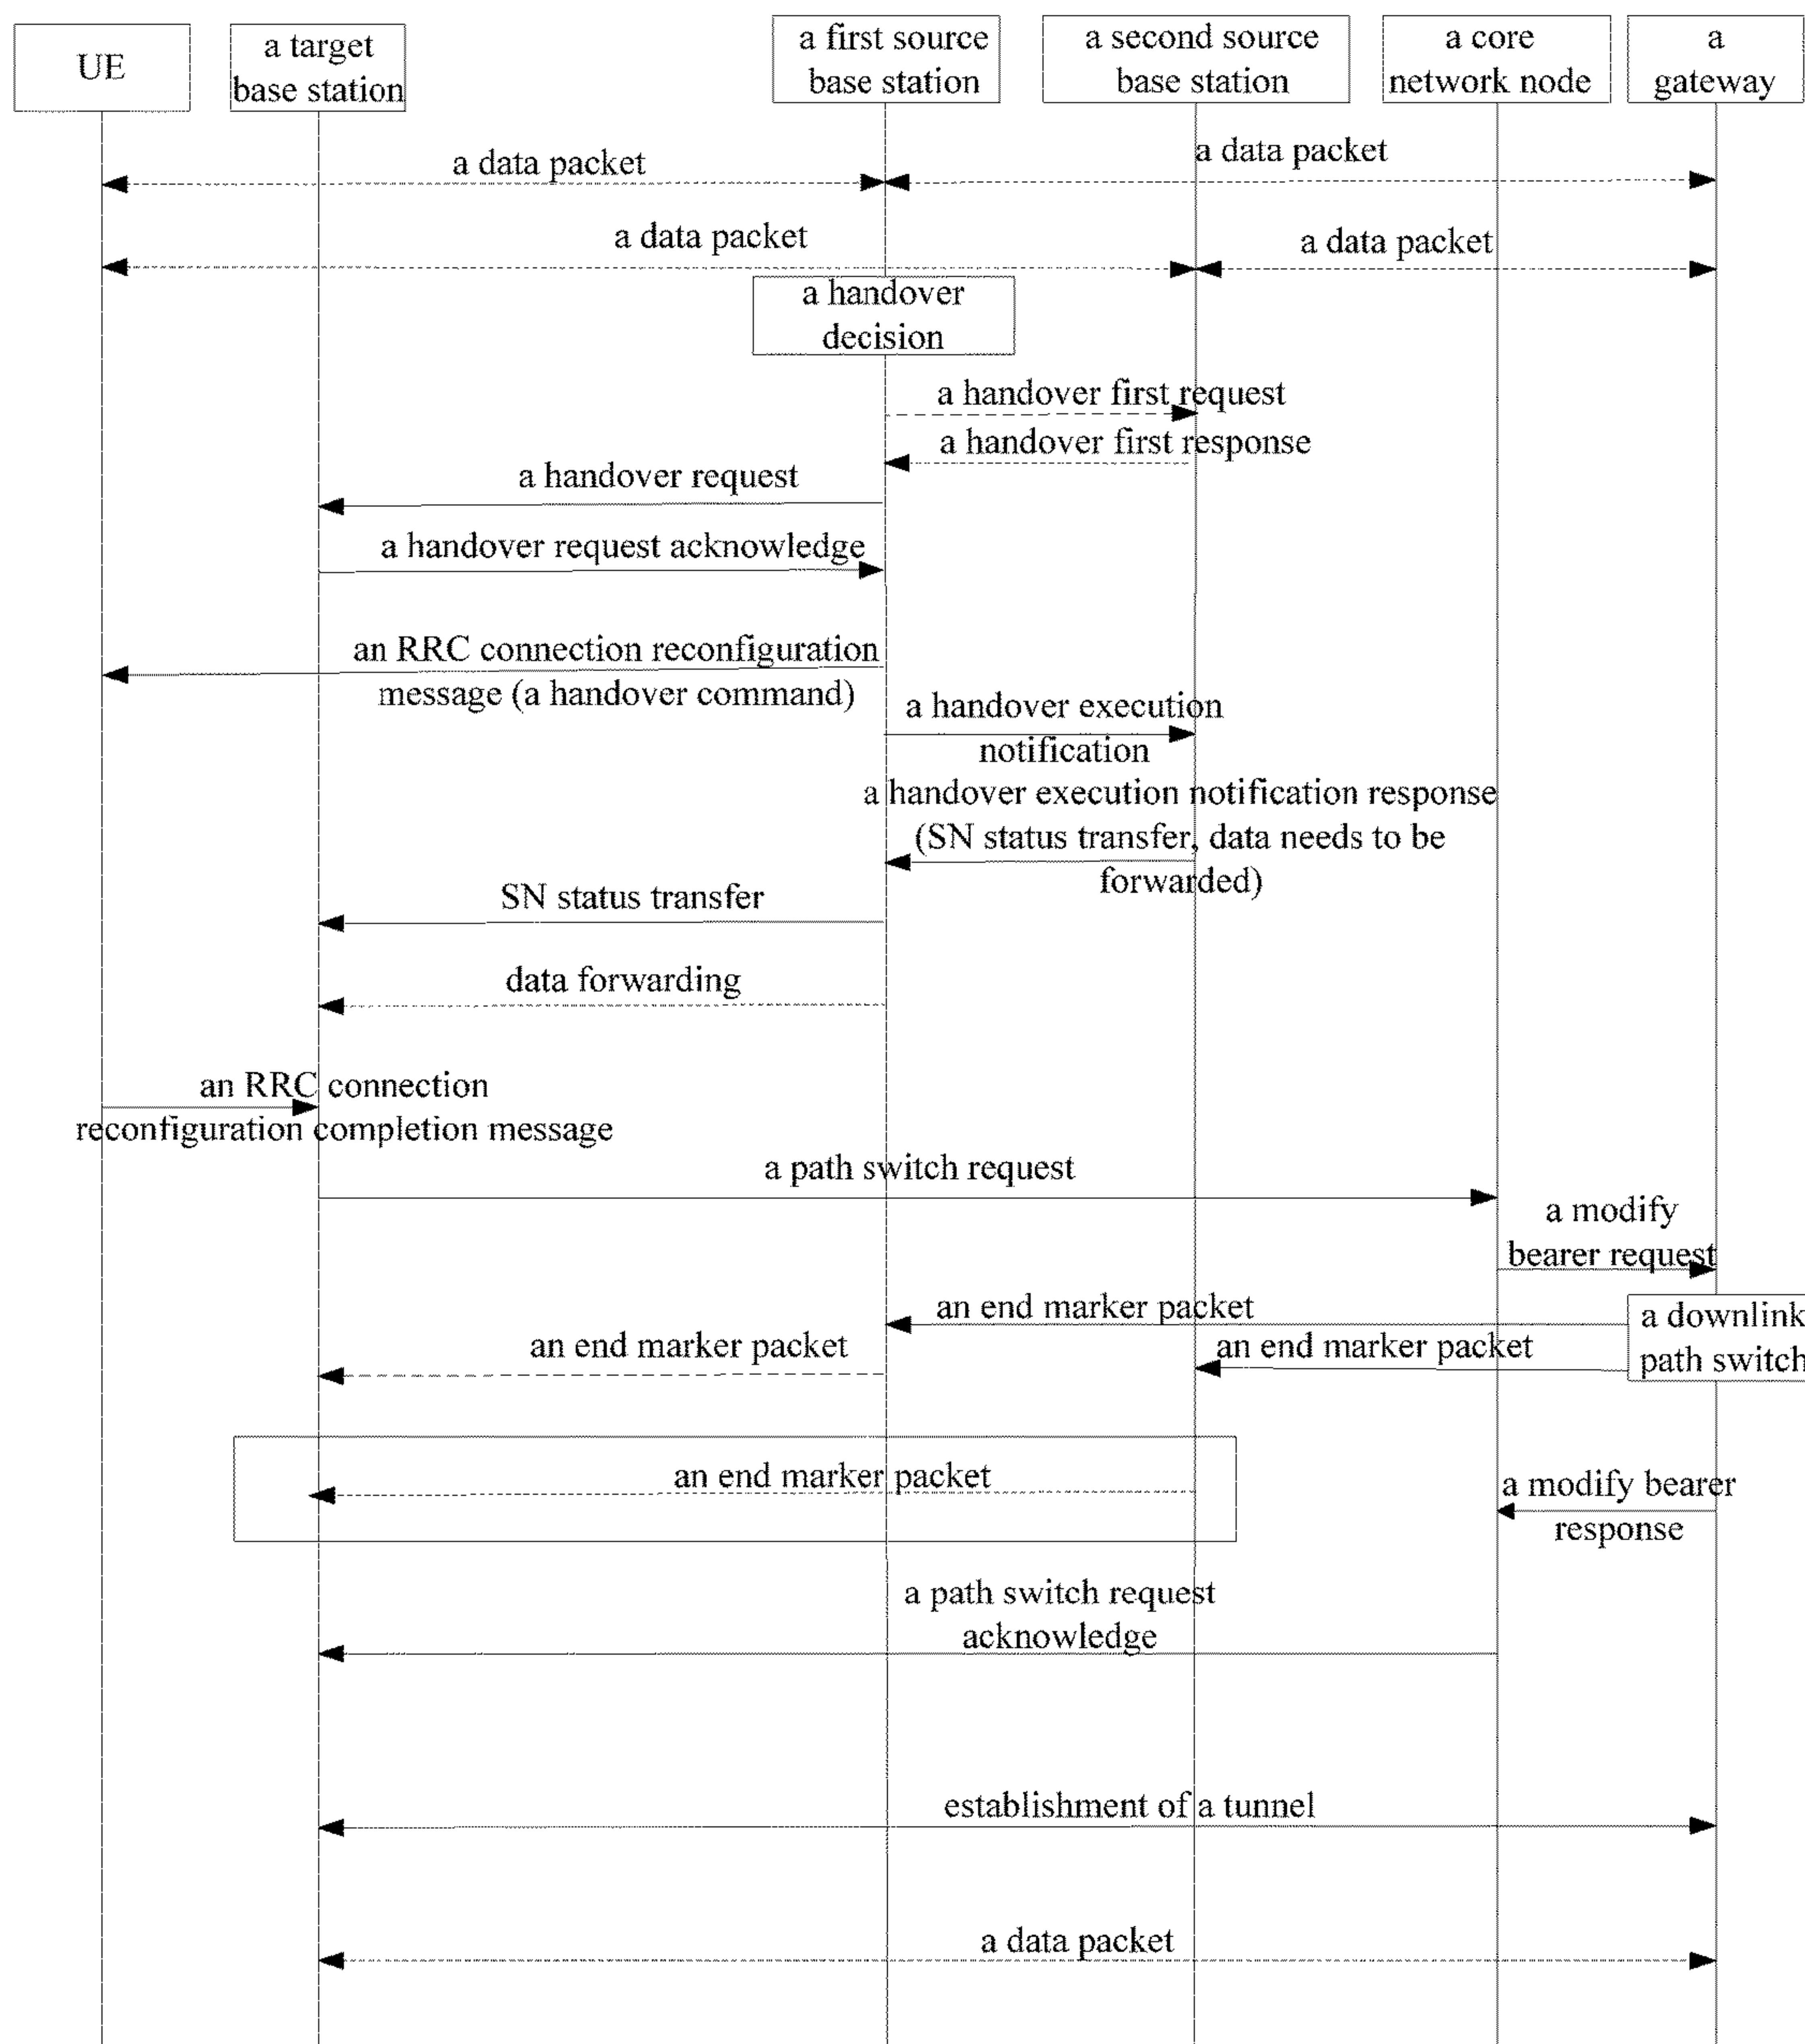 UE
a target
base station
a first source
base station
a second source
base station
a core
network node
a
gateway
a data packet
a data packet
a data packet
a data packet
a handover
decision
a handover first request
a handover first response
a handover request
a handover request acknowledge
an RRC connection reconfiguration
message (a handover command)
a handover execution
notification
a handover execution notification response
(SN status transfer, data needs to be
forwarded)
SN status transfer
data forwarding
an RRC connection
reconfiguration completion message
a path switch request
a modify
bearer request
an end marker packet
a downlink
path switch
an end marker packet
an end marker packet
an end marker packet
a modify bearer
response
a path switch request
acknowledge
establishment of a tunnel
a data packet